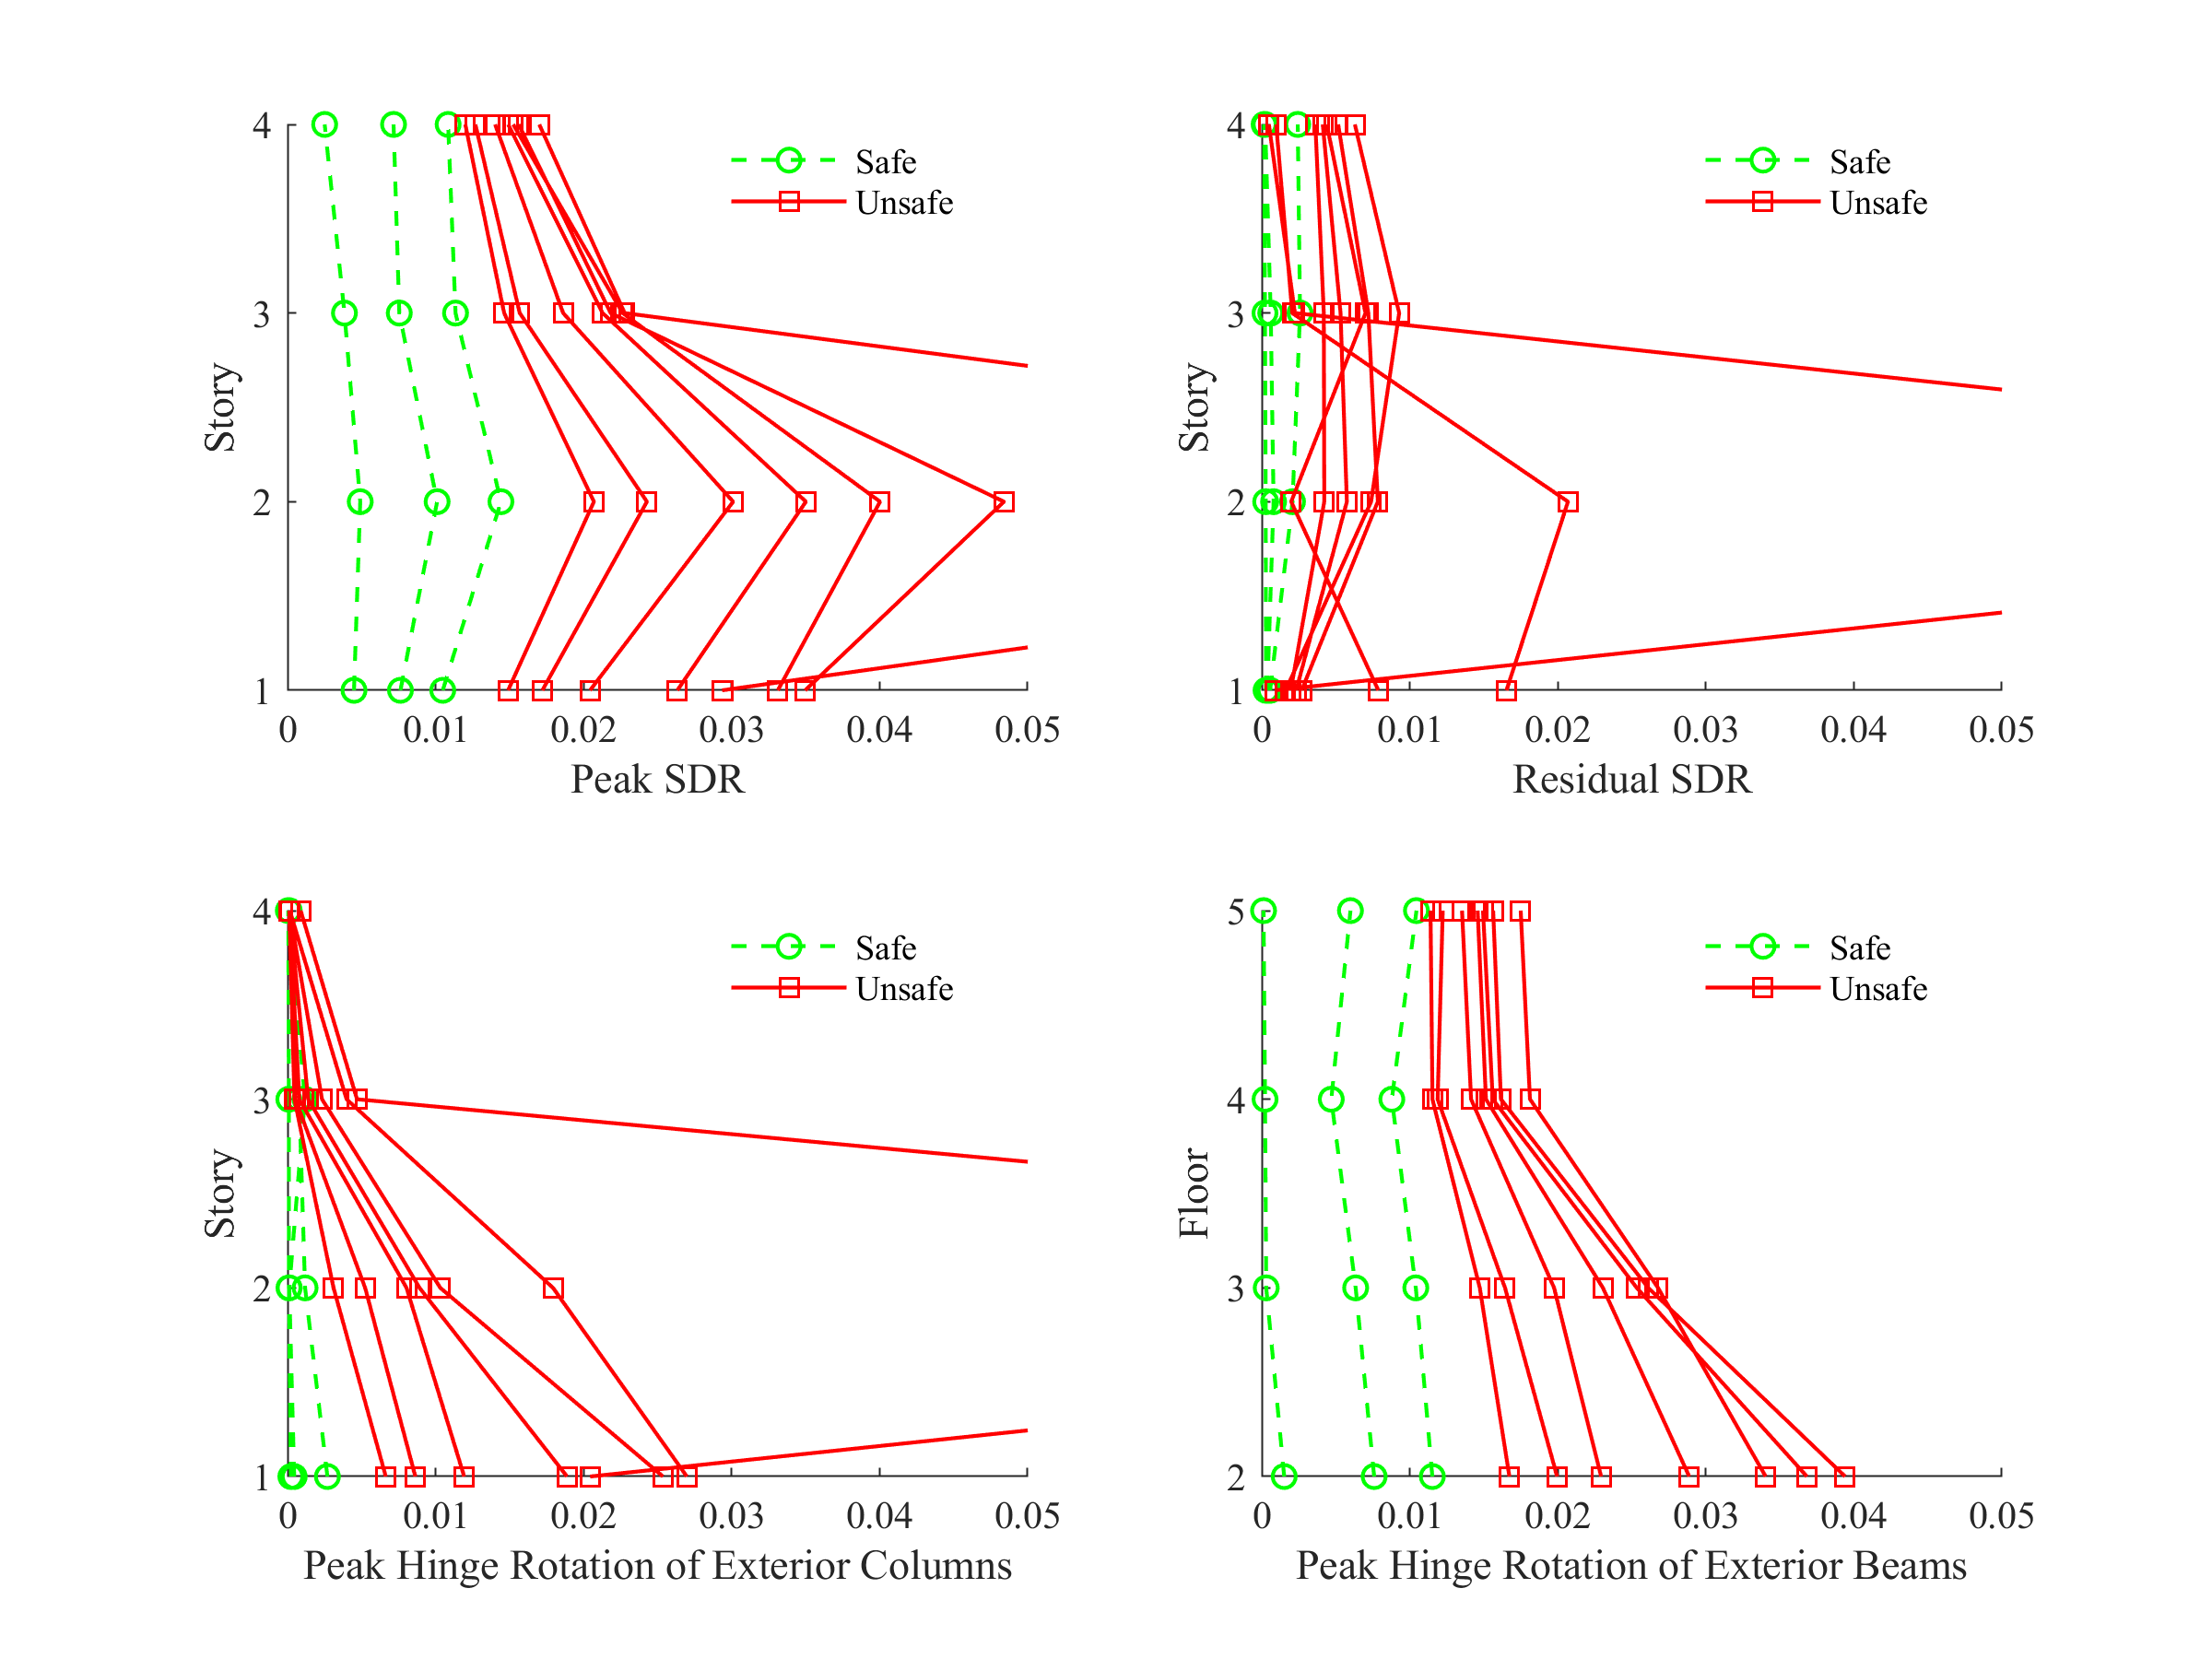 4
3
2
1
Story
0 0.01 0.02 0.03 0.04 0.05
Peak SDR
Safe
Unsafe
4
3
2
1
Story
0 0.01 0.02 0.03 0.04 0.05
Residual SDR
Safe
Unsafe
4
3
2
1
Story
0 0.01 0.02 0.03 0.04 0.05
Peak Hinge Rotation of Exterior Columns
Safe
Unsafe
5
4
3
2
Floor
0 0.01 0.02 0.03 0.04 0.05
Peak Hinge Rotation of Exterior Beams
Safe
Unsafe